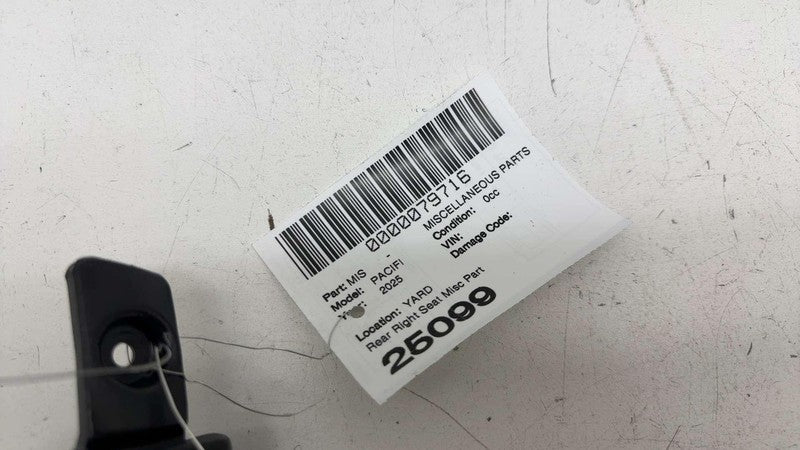 0000079716
Part: MIS - MISCELLANEOUS PARTS
Model: PACIFI Condition: 0cc
Year: 2025 VIN:
Damage Code:
Location: YARD
Rear Right Seat Misc Part
25099